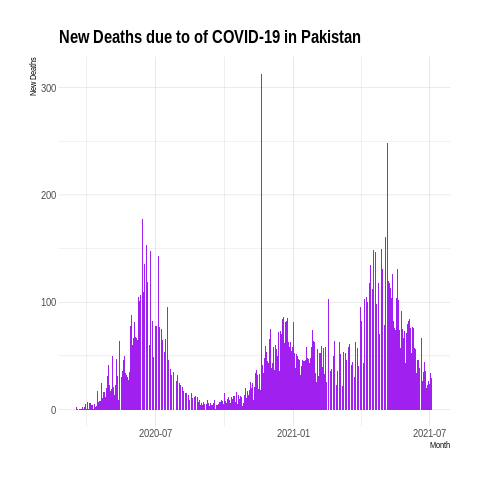 New Deaths due to of COVID-19 in Pakistan
New Deaths
300
200
100
0
2020-07
2021-01
2021-07
Month